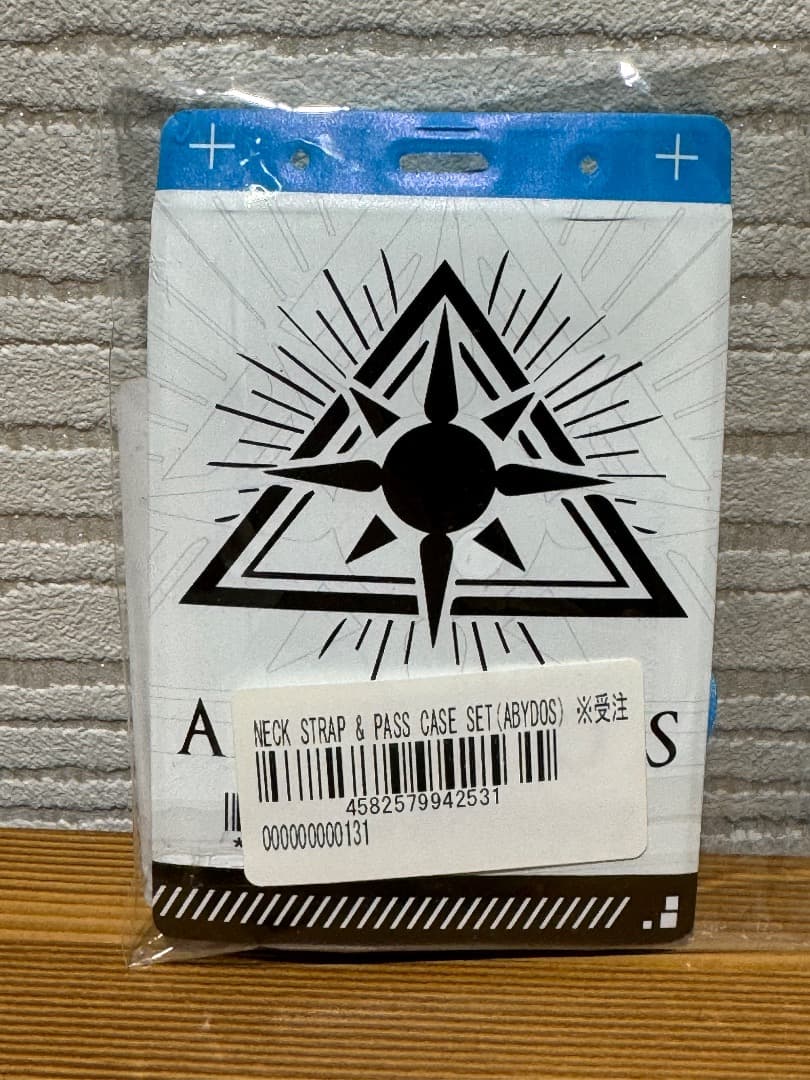 A
S
NECK STRAP & PASS CASE SET(ABYDOS) ※受注
4582579942531
000000000131
*